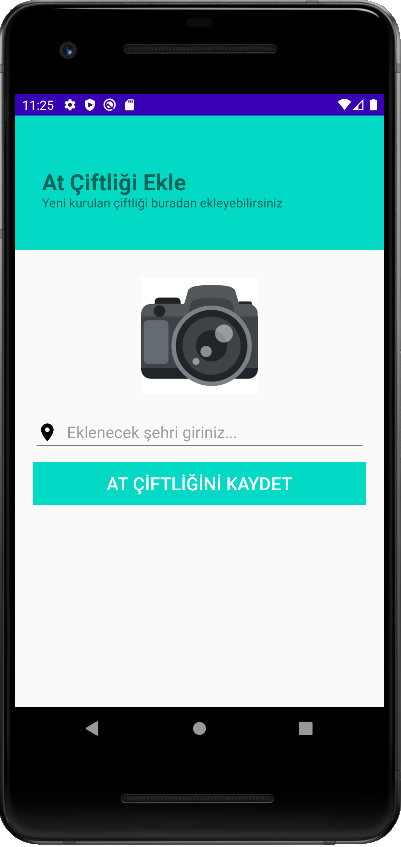 11:25
At Çiftliği Ekle
Yeni kurulan çiftliği buradan ekleyebilirsiniz
Eklenecek şehri giriniz...
AT ÇİFTLİĞİNİ KAYDET